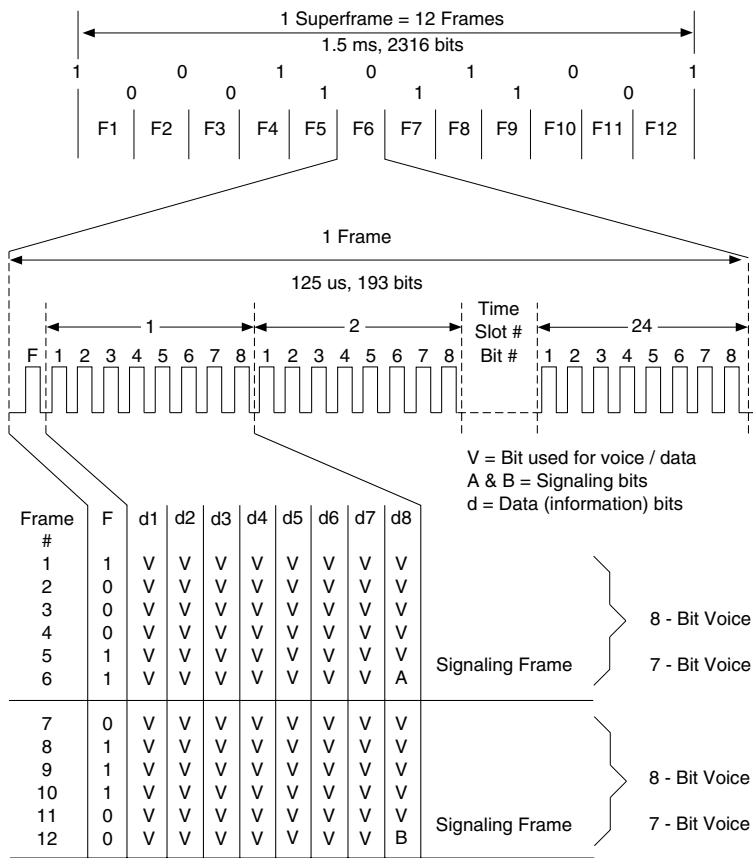 1 Superframe = 12 Frames
1.5 ms, 2316 bits
1 0 1 0 1 0 1
0 0 1 1 1 0
F1 F2 F3 F4 F5 F6 F7 F8 F9 F10 F11 F12
1 Frame
125 us, 193 bits
1 2 Time Slot # 24
Bit #
F 1 2 3 4 5 6 7 8 1 2 3 4 5 6 7 8 1 2 3 4 5 6 7 8
V = Bit used for voice / data
A & B = Signaling bits
d = Data (information) bits
Frame # F d1 d2 d3 d4 d5 d6 d7 d8
1 1 V V V V V V V V
2 0 V V V V V V V V
3 0 V V V V V V V V
4 0 V V V V V V V V
8 - Bit Voice
5 1 V V V V V V V V
6 1 V V V V V V V A Signaling Frame 7 - Bit Voice
7 0 V V V V V V V V
8 1 V V V V V V V V
9 1 V V V V V V V V
10 1 V V V V V V V V
8 - Bit Voice
11 0 V V V V V V V V
12 0 V V V V V V V B Signaling Frame 7 - Bit Voice